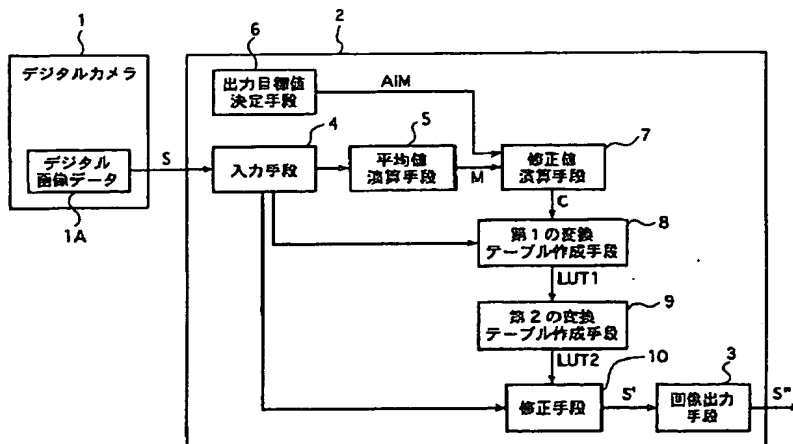 1
デジタルカメラ
デジタル
画像データ
1A
S
2
6
出力目標値
決定手段
AIM
4
入力手段
5
平均値
演算手段
M
7
修正値
演算手段
C
8
第1の変換
テーブル作成手段
LUT1
9
第2の変換
テーブル作成手段
LUT2
10
修正手段
S'
3
画像出力
手段
S"